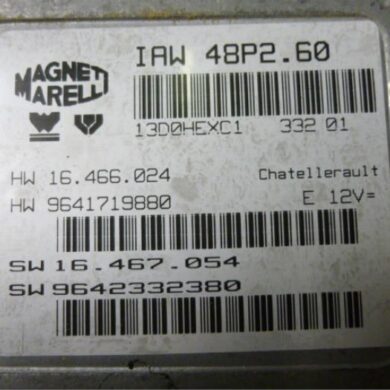 MAGNETI
MARELLI
IAW 48P2.60
13D0HEXC1 332 01
HW 16.466.024 Chatellerault
HW 9641719880 E 12V=
SW 16.467.054
SW 9642332380